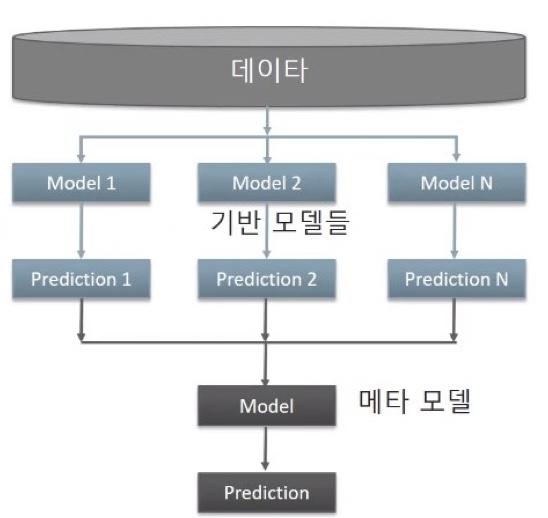 데이타
Model 1
Model 2
Model N
기반 모델들
Prediction 1
Prediction 2
Prediction N
Model
메타 모델
Prediction